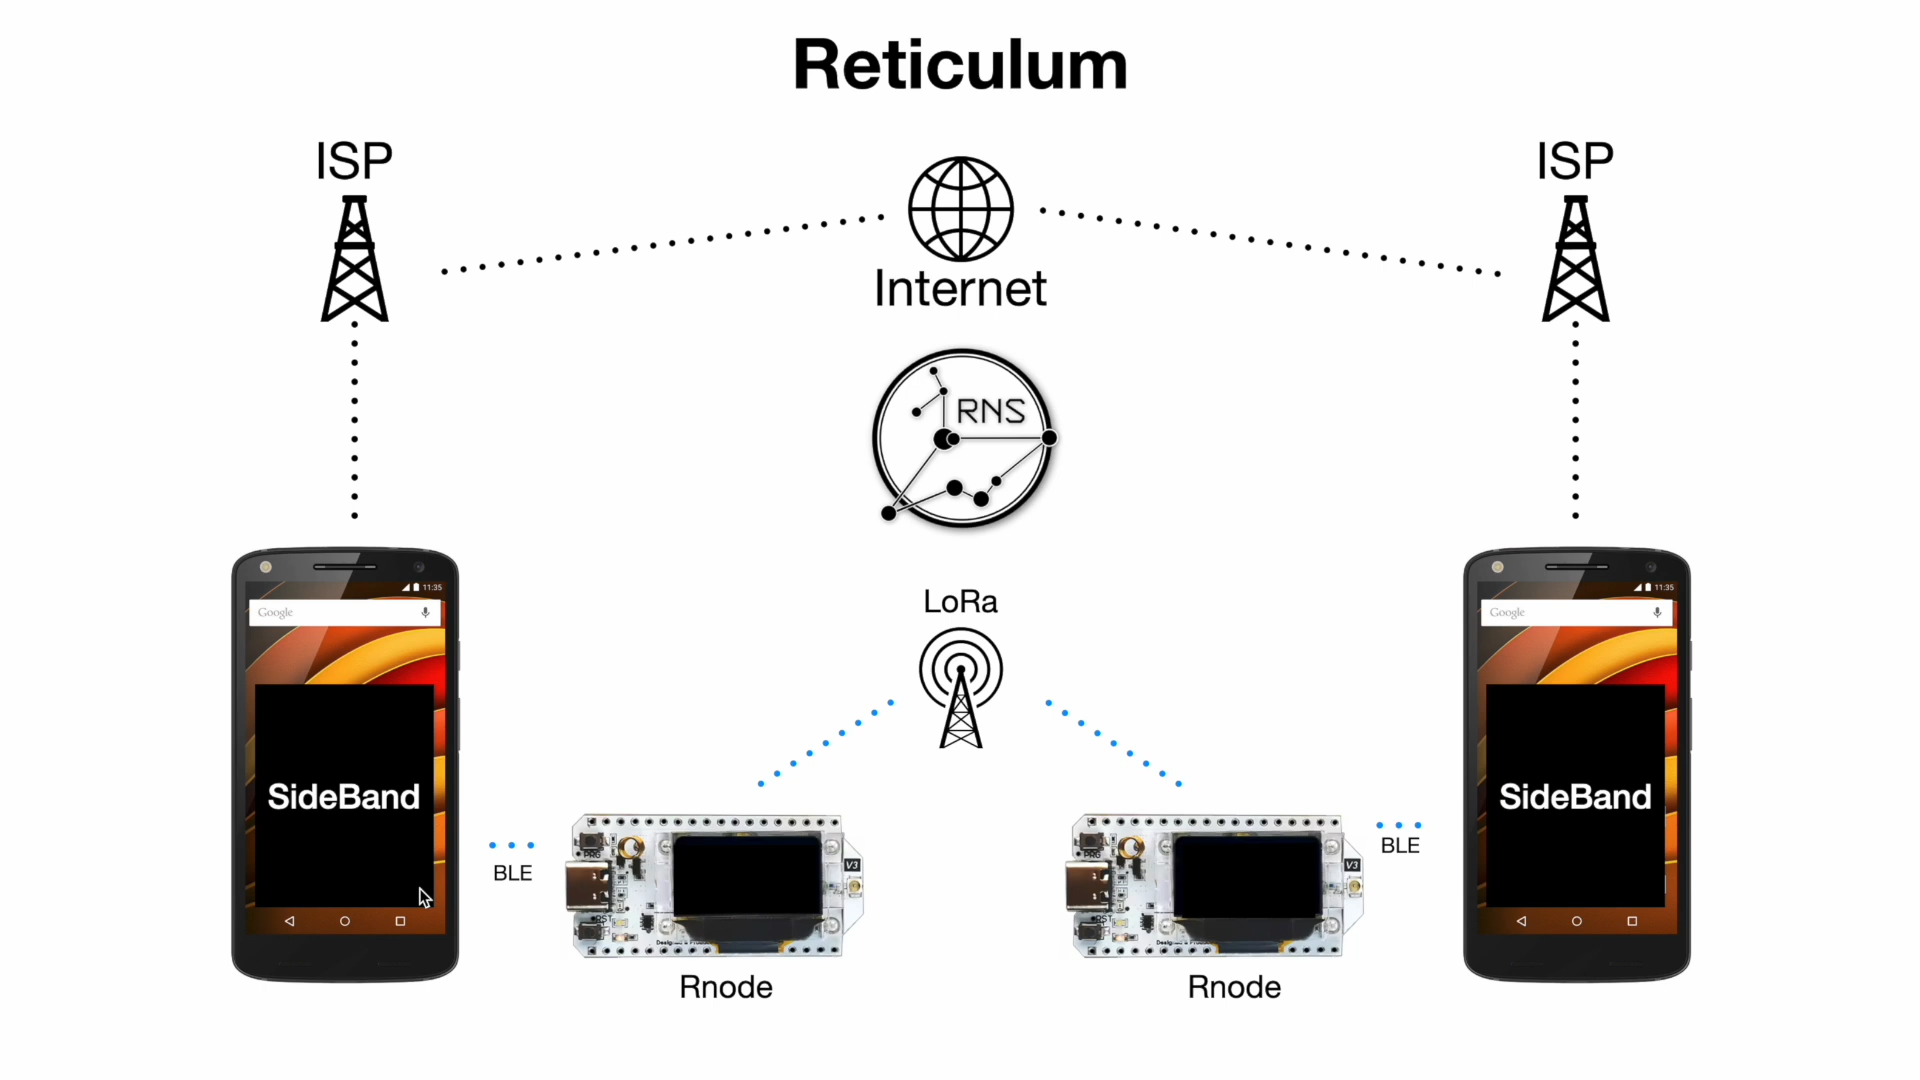 Reticulum
ISP
ISP
Internet
RNS
LoRa
11:35
Google
11:35
Google
SideBand
SideBand
BLE
BLE
PRG
V3
RST
PRG
V3
RST
Rnode
Rnode